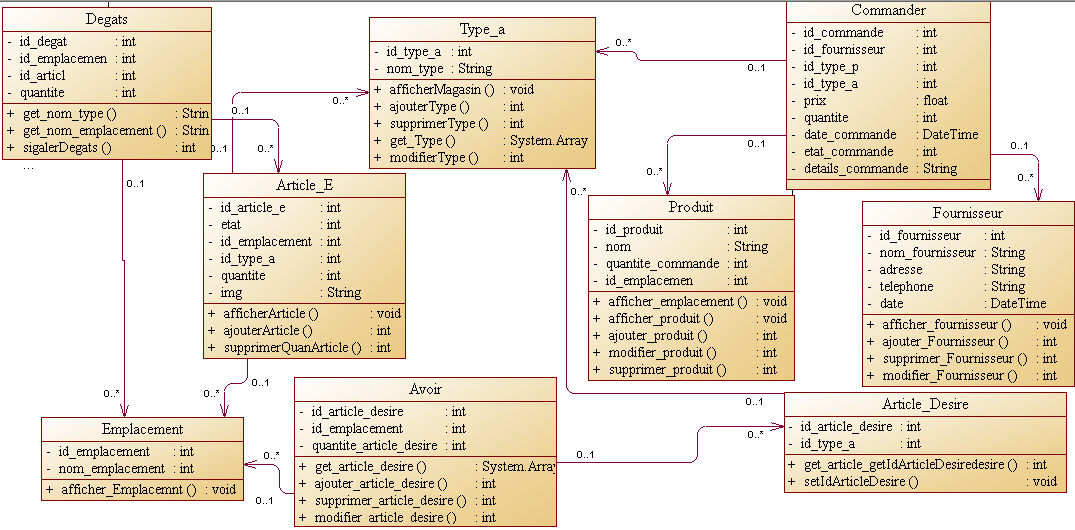 Degats
- id_degat : int
- id_emplacemen : int
- id_articl : int
- quantite : int
+ get_nom_type () : Strin
+ get_nom_emplacement () : Strin
+ sigalerDegats () : int
...
Type_a
- id_type_a : int
- nom_type : String
+ afficherMagasin () : void
+ ajouterType () : int
+ supprimerType () : int
+ get_Type () : System.Array
+ modifierType () : int
Commander
- id_commande : int
- id_fournisseur : int
- id_type_p : int
- id_type_a : int
- prix : float
- quantite : int
- date_commande : DateTime
- etat_commande : int
- details_commande : String
0..*
0..1
0..1
0..*
0..1
0..*
0..1
0..*
0..1
0..*
0..1
0..*
Article_E
- id_article_e : int
- etat : int
- id_emplacement : int
- id_type_a : int
- quantite : int
- img : String
+ afficherArticle () : void
+ ajouterArticle () : int
+ supprimerQuanArticle () : int
Produit
- id_produit : int
- nom : String
- quantite_commande : int
- id_emplacemen : int
+ afficher_emplacement () : void
+ afficher_produit () : void
+ ajouter_produit () : int
+ modifier_produit () : int
+ supprimer_produit () : int
Fournisseur
- id_fournisseur : int
- nom_fournisseur : String
- adresse : String
- telephone : String
- date : DateTime
+ afficher_fournisseur () : void
+ ajouter_Fournisseur () : int
+ supprimer_Fournisseur () : int
+ modifier_Fournisseur () : int
0..*
0..1
0..*
0..1
Emplacement
- id_emplacement : int
- nom_emplacement : int
+ afficher_Emplacemnt () : void
Avoir
- id_article_desire : int
- id_emplacement : int
- quantite_article_desire : int
+ get_article_desire () : System.Array
+ ajouter_article_desire () : int
+ supprimer_article_desire () : int
+ modifier_article_desire () : int
Article_Desire
- id_article_desire : int
- id_type_a : int
+ get_article_getIdArticleDesiredesire () : int
+ setIdArticleDesire () : void
0..*
0..1
0..1
0..*